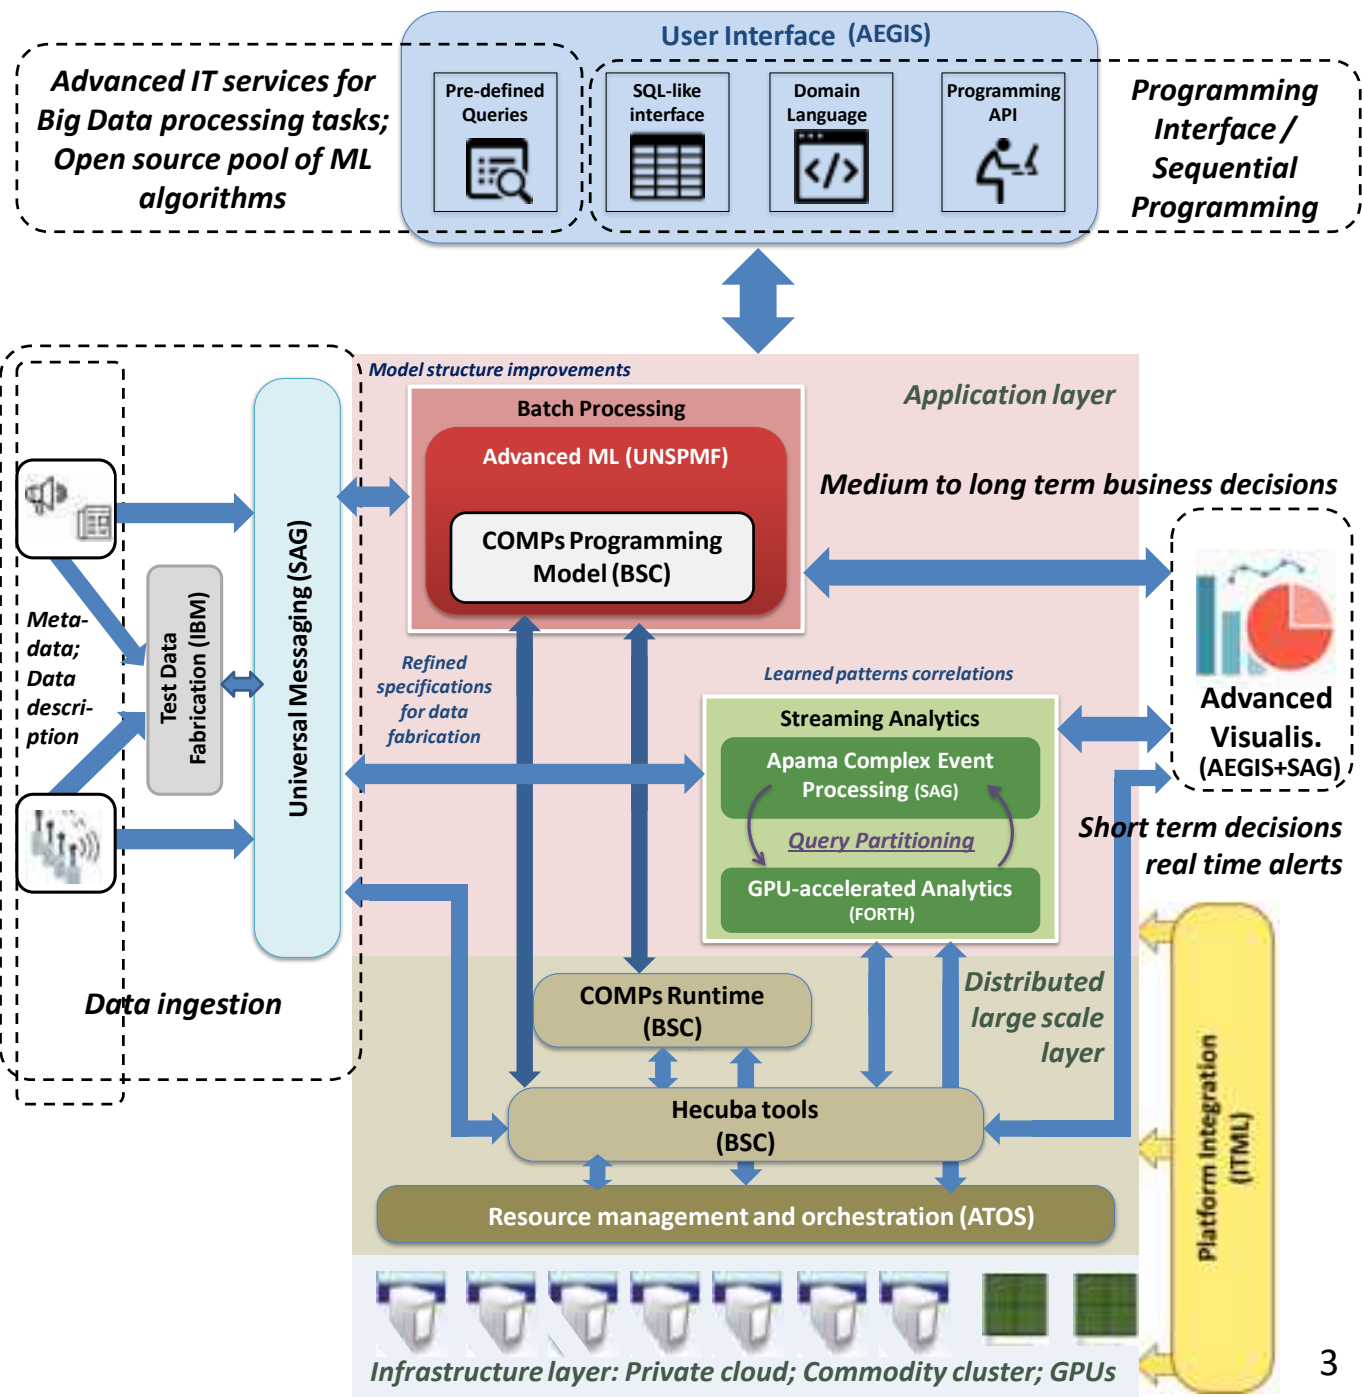 User Interface (AEGIS)
Advanced IT services for
Big Data processing tasks;
Open source pool of ML
algorithms
Pre-defined
Queries
SQL-like
interface
Domain
Language
Programming
API
Programming
Interface /
Sequential
Programming
Model structure improvements
Application layer
Batch Processing
Advanced ML (UNSPMF)
COMPs Programming
Model (BSC)
Medium to long term business decisions
Universal Messaging (SAG)
Test Data
Fabrication (IBM)
Meta-
data;
Data
descri-
ption
Refined
specifications
for data
fabrication
Learned patterns correlations
Streaming Analytics
Apama Complex Event
Processing (SAG)
Query Partitioning
GPU-accelerated Analytics
(FORTH)
Advanced
Visualis.
(AEGIS+SAG)
Short term decisions
real time alerts
Data ingestion
COMPs Runtime
(BSC)
Distributed
large scale
layer
Hecuba tools
(BSC)
Resource management and orchestration (ATOS)
Platform Integration
(ITML)
Infrastructure layer: Private cloud; Commodity cluster; GPUs
3